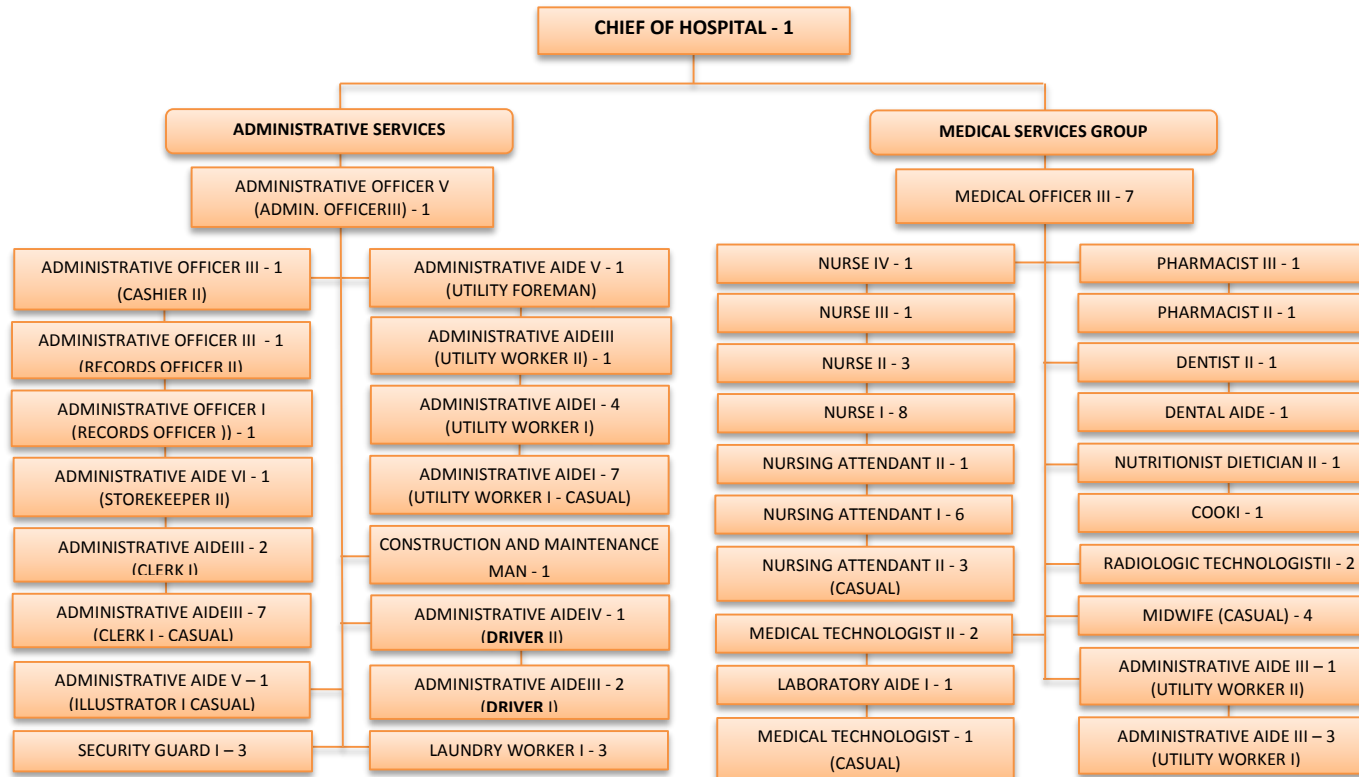 CHIEF OF HOSPITAL - 1
ADMINISTRATIVE SERVICES
ADMINISTRATIVE OFFICER V
(ADMIN. OFFICERIII) - 1
ADMINISTRATIVE OFFICER III - 1
(CASHIER II)
ADMINISTRATIVE OFFICER III - 1
(RECORDS OFFICER II)
ADMINISTRATIVE OFFICER I
(RECORDS OFFICER )) - 1
ADMINISTRATIVE AIDE VI - 1
(STOREKEEPER II)
ADMINISTRATIVE AIDEIII - 2
(CLERK I)
ADMINISTRATIVE AIDEIII - 7
(CLERK I - CASUAL)
ADMINISTRATIVE AIDE V – 1
(ILLUSTRATOR I CASUAL)
SECURITY GUARD I – 3
ADMINISTRATIVE AIDE V - 1
(UTILITY FOREMAN)
ADMINISTRATIVE AIDEIII
(UTILITY WORKER II) - 1
ADMINISTRATIVE AIDEI - 4
(UTILITY WORKER I)
ADMINISTRATIVE AIDEI - 7
(UTILITY WORKER I - CASUAL)
CONSTRUCTION AND MAINTENANCE
MAN - 1
ADMINISTRATIVE AIDEIV - 1
(DRIVER II)
ADMINISTRATIVE AIDEIII - 2
(DRIVER I)
LAUNDRY WORKER I - 3
MEDICAL SERVICES GROUP
MEDICAL OFFICER III - 7
NURSE IV - 1
NURSE III - 1
NURSE II - 3
NURSE I - 8
NURSING ATTENDANT II - 1
NURSING ATTENDANT I - 6
NURSING ATTENDANT II - 3
(CASUAL)
MEDICAL TECHNOLOGIST II - 2
LABORATORY AIDE I - 1
MEDICAL TECHNOLOGIST - 1
(CASUAL)
PHARMACIST III - 1
PHARMACIST II - 1
DENTIST II - 1
DENTAL AIDE - 1
NUTRITIONIST DIETICIAN II - 1
COOKI - 1
RADIOLOGIC TECHNOLOGISTII - 2
MIDWIFE (CASUAL) - 4
ADMINISTRATIVE AIDE III – 1
(UTILITY WORKER II)
ADMINISTRATIVE AIDE III – 3
(UTILITY WORKER I)